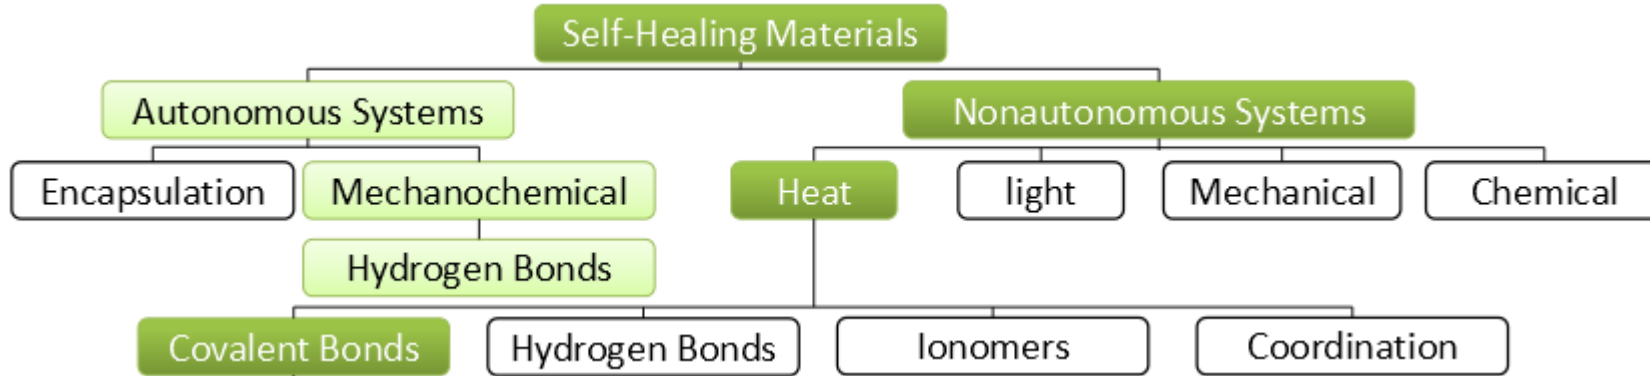 Self-Healing Materials
Autonomous Systems
Nonautonomous Systems
Encapsulation
Mechanochemical
Heat
light
Mechanical
Chemical
Hydrogen Bonds
Covalent Bonds
Hydrogen Bonds
Ionomers
Coordination